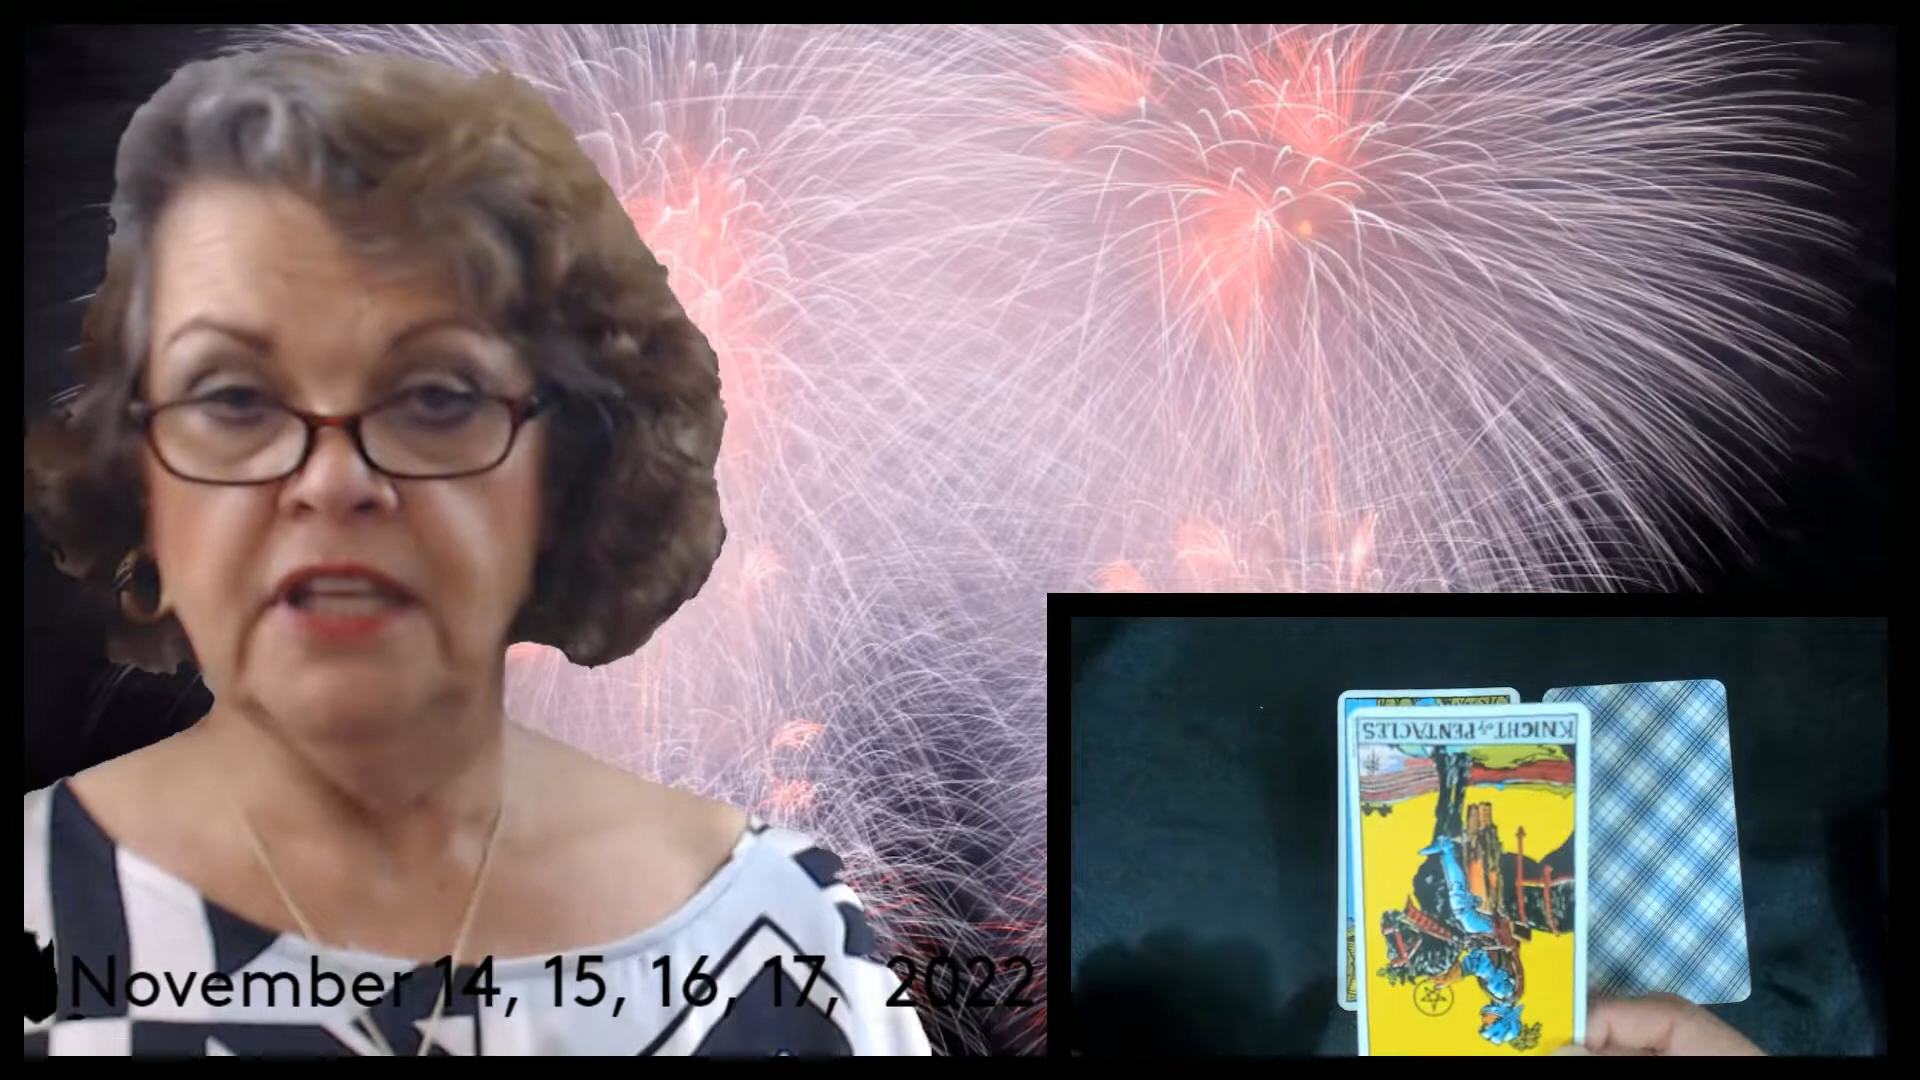 November 14, 15, 16, 17, 2022
KNIGHT of PENTACLES